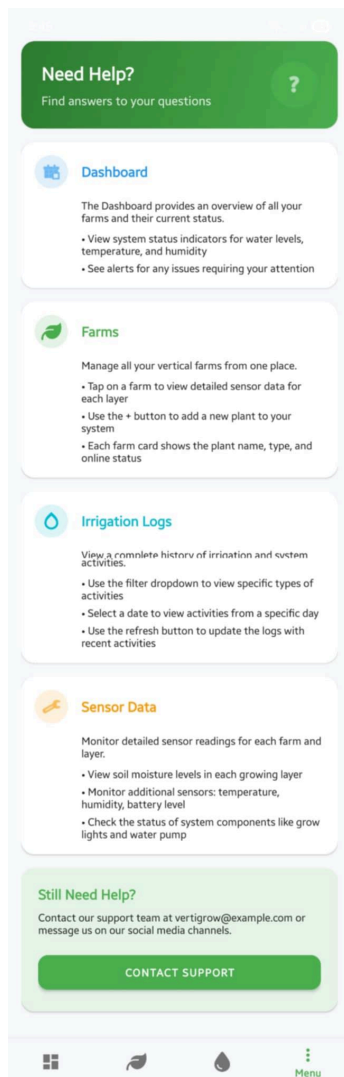 Need Help?
Find answers to your questions
?
Dashboard
The Dashboard provides an overview of all your
farms and their current status.
• View system status indicators for water levels,
temperature, and humidity
• See alerts for any issues requiring your attention
Farms
Manage all your vertical farms from one place.
• Tap on a farm to view detailed sensor data for
each layer
• Use the + button to add a new plant to your
system
• Each farm card shows the plant name, type, and
online status
Irrigation Logs
View a complete history of irrigation and system
activities.
• Use the filter dropdown to view specific types of
activities
• Select a date to view activities from a specific day
• Use the refresh button to update the logs with
recent activities
Sensor Data
Monitor detailed sensor readings for each farm and
layer.
• View soil moisture levels in each growing layer
• Monitor additional sensors: temperature,
humidity, battery level
• Check the status of system components like grow
lights and water pump
Still Need Help?
Contact our support team at vertigrow@example.com or
message us on our social media channels.
CONTACT SUPPORT
Menu